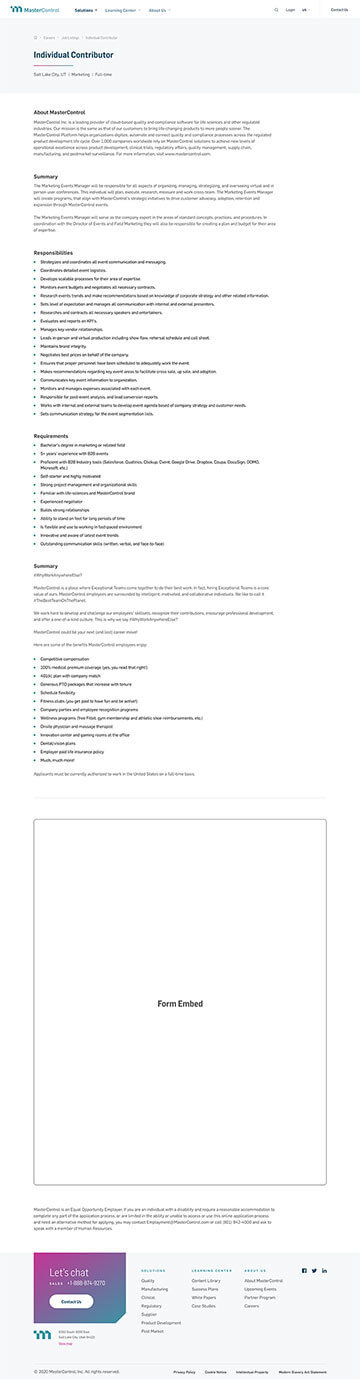 MasterControl
Solutions
Learning Center
About Us
Login
US
Contact Us
Careers > Job Listings > Individual Contributor
Individual Contributor
Salt Lake City, UT | Marketing | Full-time
About MasterControl
MasterControl Inc. is a leading provider of cloud-based quality and compliance software for life sciences and other regulated
industries. Our mission is the same as that of our customers: to bring life-changing products to more people sooner. The
MasterControl Platform helps organizations digitize, automate and connect quality and compliance processes across the regulated
product development life cycle. Over 1,000 companies worldwide rely on MasterControl solutions to achieve new levels of
operational excellence across product development, clinical trials, regulatory affairs, quality management, supply chain,
manufacturing, and postmarket surveillance. For more information, visit www.mastercontrol.com.
Summary
The Marketing Events Manager will be responsible for all aspects of organizing, managing, strategizing, and overseeing virtual and in
person user conferences. This individual will plan, execute, research, measure and work cross-team. The Marketing Events Manager
will create programs, that align with MasterControl's strategic initiatives to drive customer advocacy, adoption, retention and
expansion through MasterControl events.
The Marketing Events Manager will serve as the company expert in the areas of standard concepts, practices, and procedures. In
coordination with the Director of Events and Field Marketing they will also be responsible for creating a plan and budget for their area
of expertise.
Responsibilities
Strategizes and coordinates all event communication and messaging.
Coordinates detailed event logistics.
Develops scalable processes for their area of expertise.
Monitors event budgets and negotiates all necessary contracts.
Research events trends and make recommendations based on knowledge of corporate strategy and other related information.
Sets level of expectation and manages all communication with internal and external presenters.
Researches and contracts all necessary speakers and entertainers.
Evaluates and reports on KPI's.
Manages key vendor relationships.
Leads in-person and virtual production including show flow, rehearsal schedule and call sheet.
Maintains brand integrity.
Negotiates best prices on behalf of the company.
Ensures that proper personnel have been scheduled to adequately work the event.
Makes recommendations regarding key event areas to facilitate cross sale, up sale, and adoption.
Communicates key event information to organization.
Monitors and manages expenses associated with each event.
Responsible for post-event analysis, and lead conversion reports.
Works with internal and external teams to develop event agenda based of company strategy and customer needs.
Sets communication strategy for the event segmentation lists.
Requirements
Bachelor's degree in marketing or related field
5+ years' experience with B2B events
Proficient with B2B industry tools (Salesforce, Qualtrics, Clickup, Cvent, Google Drive, Dropbox, Coupa, DocuSign, DOMO,
Microsoft, etc.)
Self-starter and highly motivated
Strong project management and organizational skills
Familiar with life-sciences and MasterControl brand
Experienced negotiator
Builds strong relationships
Ability to stand on feet for long periods of time
Is flexible and use to working in fast-paced environment
Innovative and aware of latest event trends
Outstanding communication skills (written, verbal, and face-to-face)
Summary
#WhyWorkAnywhereElse?
MasterControl is a place where Exceptional Teams come together to do their best work. In fact, hiring Exceptional Teams is a core
value of ours. MasterControl employees are surrounded by intelligent, motivated, and collaborative individuals. We like to call it
#TheBestTeamOnThePlanet.
We work hard to develop and challenge our employees' skillsets, recognize their contributions, encourage professional development,
and offer a one of a kind culture. This is why we say #WhyWorkAnywhereElse?
MasterControl could be your next (and last) career move!
Here are some of the benefits MasterControl employees enjoy:
Competitive compensation
100% medical premium coverage (yes, you read that right!)
401(k) plan with company match
Generous PTO packages that increase with tenure
Schedule flexibility
Fitness clubs (you get paid to have fun and be active!)
Company parties and employee recognition programs
Wellness programs (free Fitbit, gym membership and athletic shoe reimbursements, etc.)
Onsite physician and massage therapist
Innovation center and gaming rooms at the office
Dental/vision plans
Employer paid life insurance policy
Much, much more!
Applicants must be currently authorized to work in the United States on a full-time basis.
Form Embed
MasterControl is an Equal Opportunity Employer. If you are an individual with a disability and require a reasonable accommodation to
complete any part of the application process, or are limited in the ability or unable to access or use this online application process
and need an alternative method for applying, you may contact Employment@MasterControl.com or call (801) 942-4000 and ask to
speak with a member of Human Resources.
Let's chat
SALES +1-888-874-8270
Contact Us
6350 South 3000 East
Salt Lake City, Utah 84121
View map
SOLUTIONS
Quality
Manufacturing
Clinical
Regulatory
Supplier
Product Development
Post Market
LEARNING CENTER
Content Library
Success Plans
White Papers
Case Studies
ABOUT US
About MasterControl
Upcoming Events
Partner Program
Careers
© 2020 MasterControl, Inc. All rights reserved.
Privacy Policy
Cookie Notice
Intellectual Property
Modern Slavery Act Statement